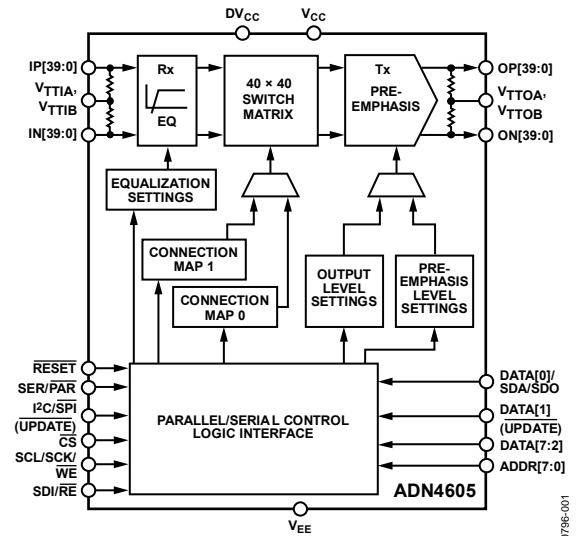 DVCC
VCC
IP[39:0]
VTTIA,
VTTIB
IN[39:0]
Rx
EQ
40 × 40
SWITCH
MATRIX
Tx
PRE-
EMPHASIS
OP[39:0]
VTTOA,
VTTOB
ON[39:0]
EQUALIZATION
SETTINGS
CONNECTION
MAP 1
CONNECTION
MAP 0
OUTPUT
LEVEL
SETTINGS
PRE-
EMPHASIS
LEVEL
SETTINGS
RESET
SER/PAR
I2C/SPI
(UPDATE)
CS
SCL/SCK/
WE
SDI/RE
PARALLEL/SERIAL CONTROL
LOGIC INTERFACE
DATA[0]/
SDA/SDO
DATA[1]
(UPDATE)
DATA[7:2]
ADDR[7:0]
ADN4605
VEE